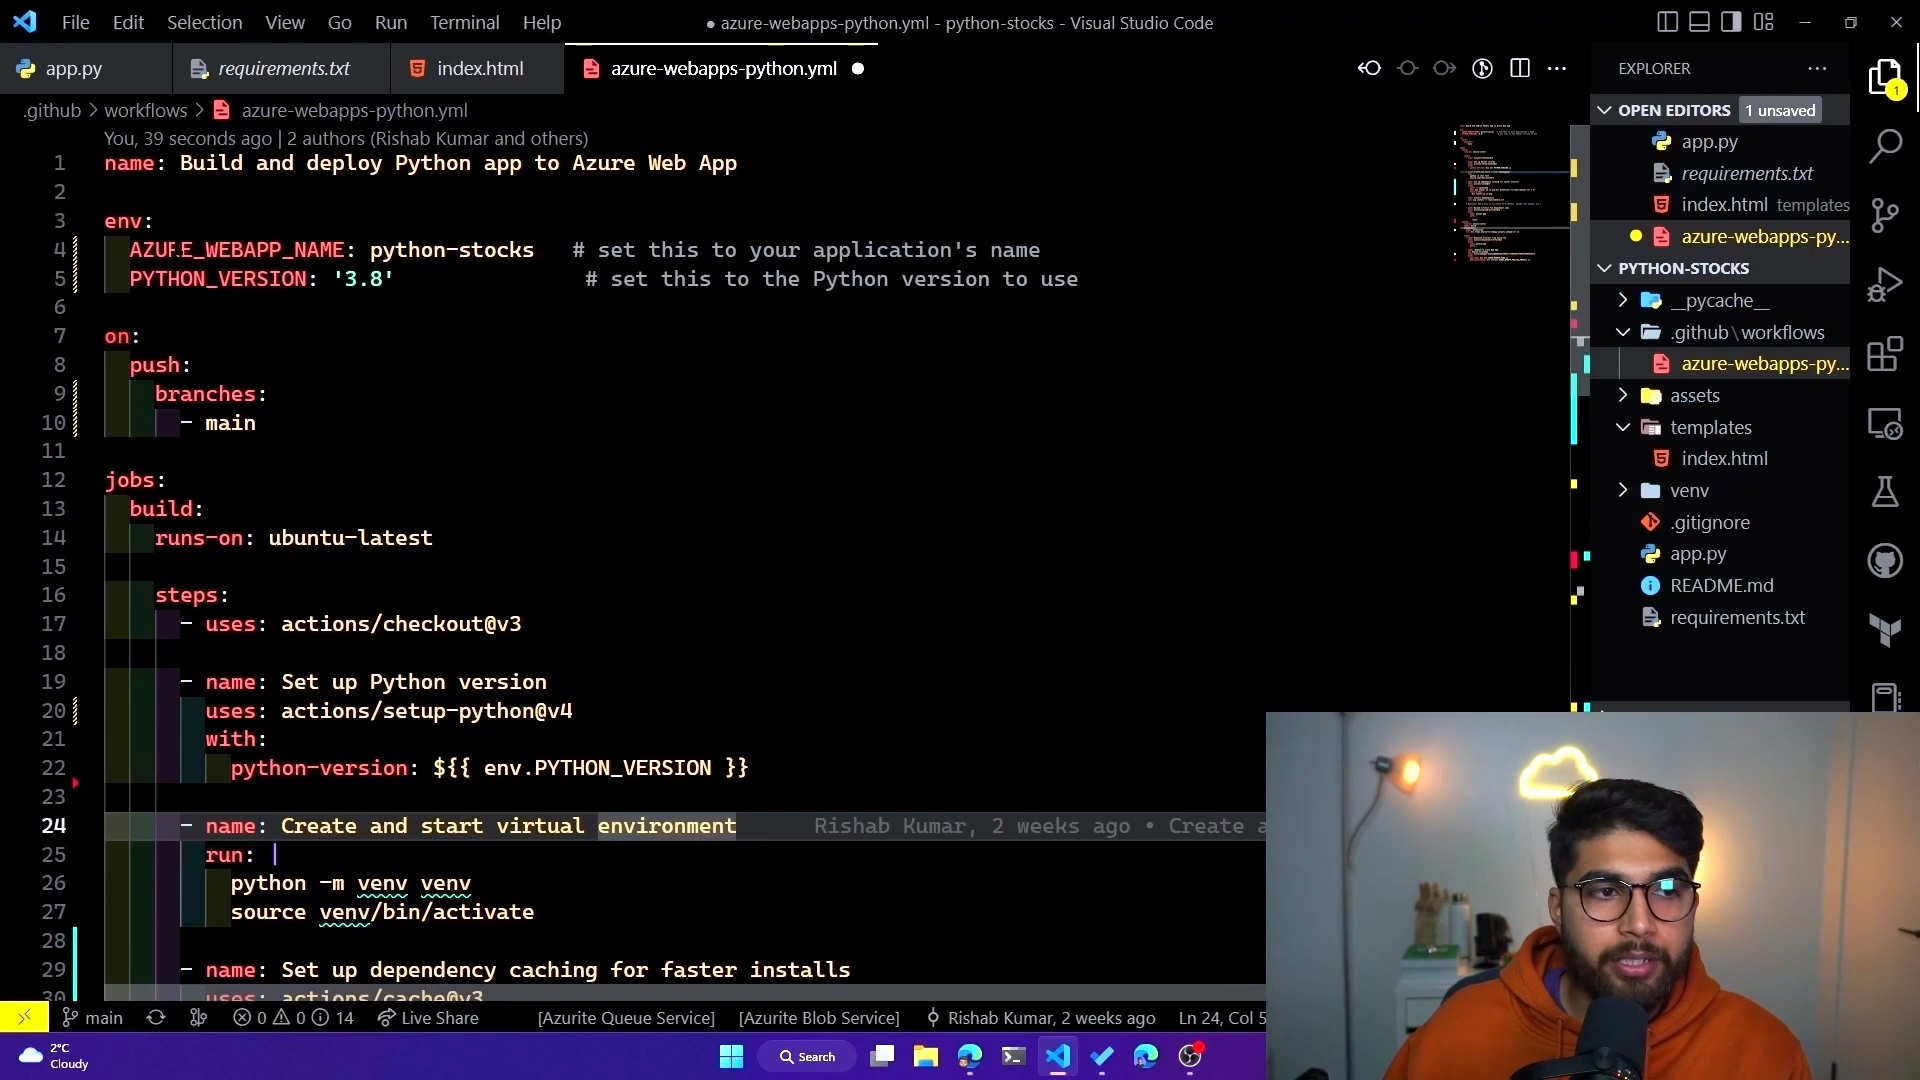 File Edit Selection View Go Run Terminal Help
● azure-webapps-python.yml - python-stocks - Visual Studio Code
app.py
requirements.txt
index.html
azure-webapps-python.yml ●
.github > workflows > azure-webapps-python.yml
You, 39 seconds ago | 2 authors (Rishab Kumar and others)
1 name: Build and deploy Python app to Azure Web App
2
3 env:
4 AZURE_WEBAPP_NAME: python-stocks # set this to your application's name
5 PYTHON_VERSION: '3.8' # set this to the Python version to use
6
7 on:
8 push:
9 branches:
10 - main
11
12 jobs:
13 build:
14 runs-on: ubuntu-latest
15
16 steps:
17 - uses: actions/checkout@v3
18
19 - name: Set up Python version
20 uses: actions/setup-python@v4
21 with:
22 python-version: ${{ env.PYTHON_VERSION }}
23
24 - name: Create and start virtual environment Rishab Kumar, 2 weeks ago • Create a
25 run: |
26 python -m venv venv
27 source venv/bin/activate
28
29 - name: Set up dependency caching for faster installs
30 uses: actions/cache@v3
EXPLORER
OPEN EDITORS 1 unsaved
app.py
requirements.txt
index.html templates
azure-webapps-py...
PYTHON-STOCKS
__pycache__
.github\workflows
azure-webapps-py...
assets
templates
index.html
venv
.gitignore
app.py
README.md
requirements.txt
1
main 0 0 14 Live Share [Azurite Queue Service] [Azurite Blob Service] Rishab Kumar, 2 weeks ago Ln 24, Col 5
2°C
Cloudy
Search